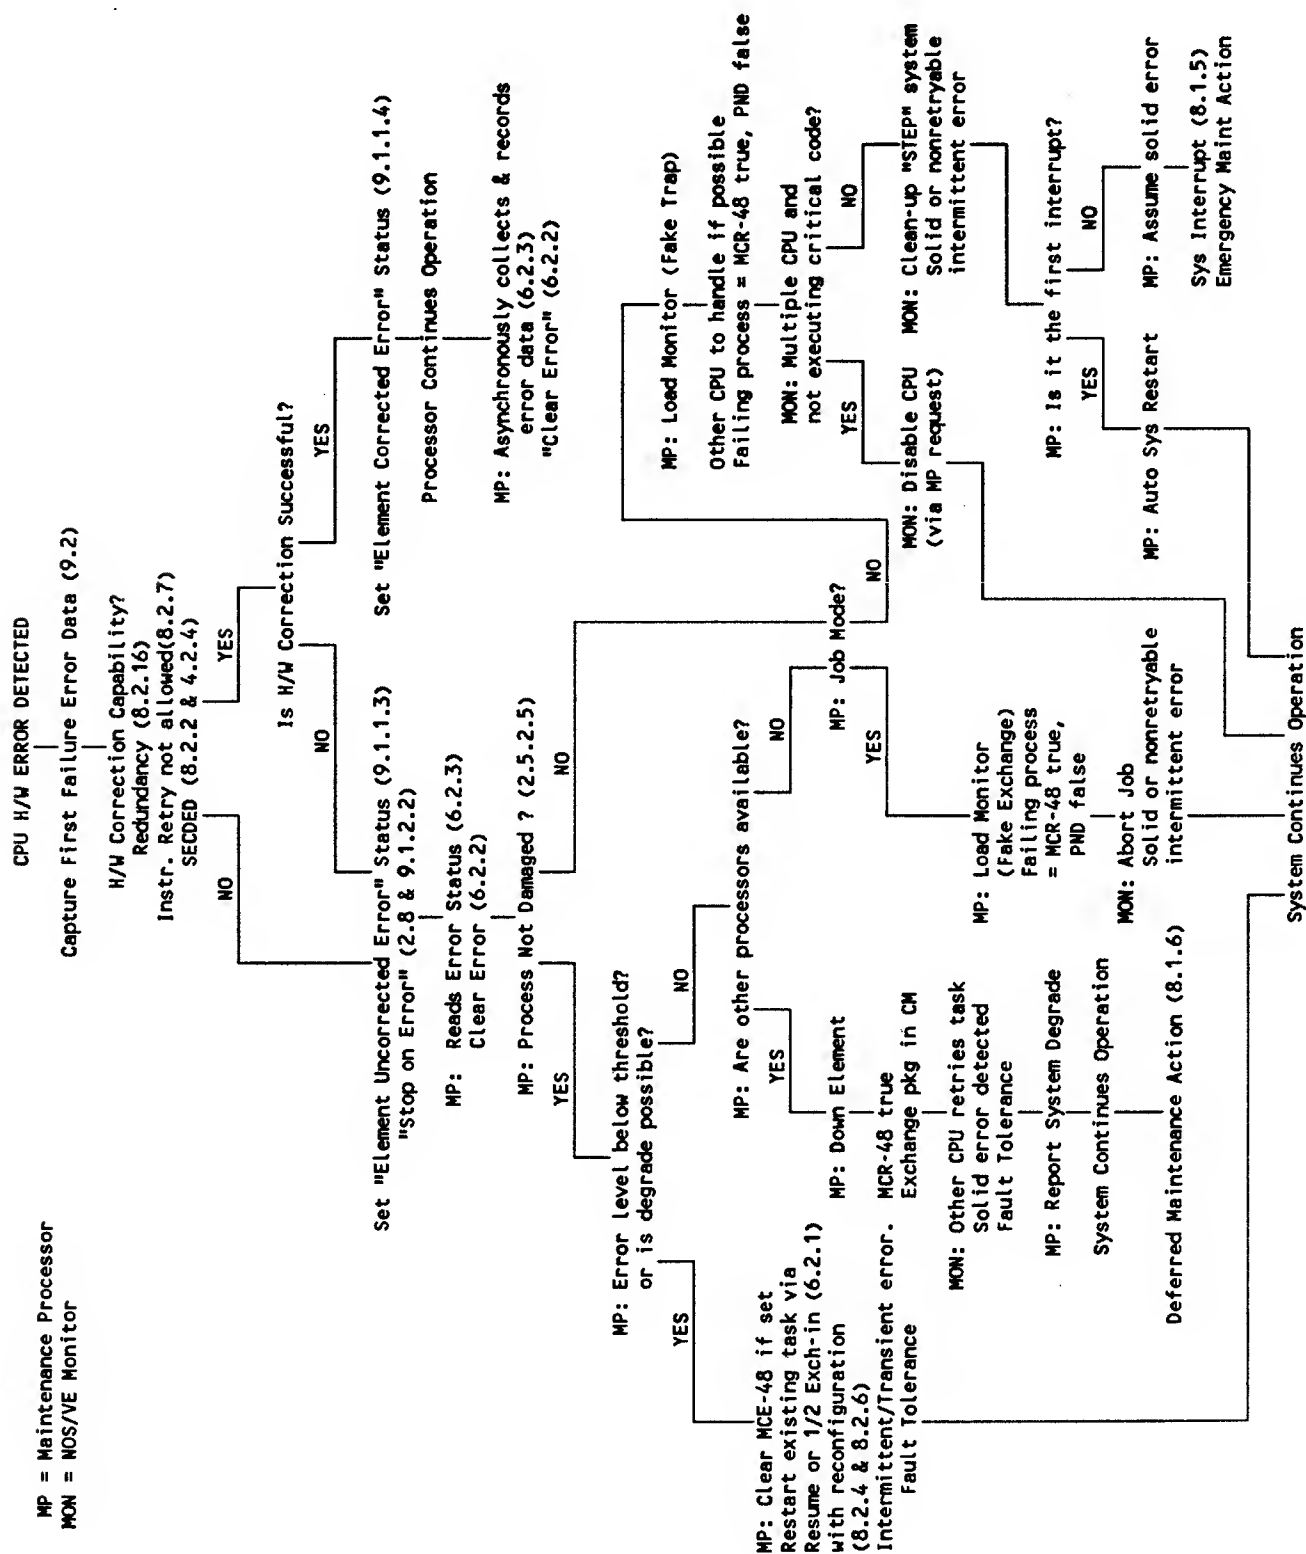 MP = Maintenance Processor
MON = NOS/VE Monitor
CPU H/W ERROR DETECTED
Capture First Failure Error Data (9.2)
H/W Correction Capability?
Redundancy (8.2.16)
Instr. Retry not allowed(8.2.7)
SECDED (8.2.2 & 4.2.4)
NO
YES
Is H/W Correction Successful?
NO
YES
Set "Element Uncorrected Error" Status (9.1.1.3)
"Stop on Error" (2.8 & 9.1.2.2)
Set "Element Corrected Error" Status (9.1.1.4)
Processor Continues Operation
MP: Asynchronously collects & records
error data (6.2.3)
"Clear Error" (6.2.2)
MP: Reads Error Status (6.2.3)
Clear Error (6.2.2)
MP: Process Not Damaged ? (2.5.2.5)
YES
NO
MP: Error level below threshold?
or is degrade possible?
YES
NO
MP: Load Monitor (Fake Trap)
Other CPU to handle if possible
Failing process = MCR-48 true, PND false
MON: Multiple CPU and
not executing critical code?
YES
NO
MP: Are other processors available?
YES
NO
MP: Job Mode?
YES
NO
MP: Clear MCE-48 if set
Restart existing task via
Resume or 1/2 Exch-in (6.2.1)
with reconfiguration
(8.2.4 & 8.2.6)
Intermittent/Transient error.
Fault Tolerance
MP: Down Element
MCR-48 true
Exchange pkg in CM
MON: Other CPU retries task
Solid error detected
Fault Tolerance
MP: Report System Degrade
System Continues Operation
Deferred Maintenance Action (8.1.6)
MP: Load Monitor
(Fake Exchange)
Failing process
= MCR-48 true,
PND false
MON: Abort Job
Solid or nonretryable
intermittent error
MON: Disable CPU
(via MP request)
MON: Clean-up "STEP" system
Solid or nonretryable
intermittent error
MP: Is it the first interrupt?
YES
NO
MP: Auto Sys Restart
MP: Assume solid error
Sys Interrupt (8.1.5)
Emergency Maint Action
System Continues Operation